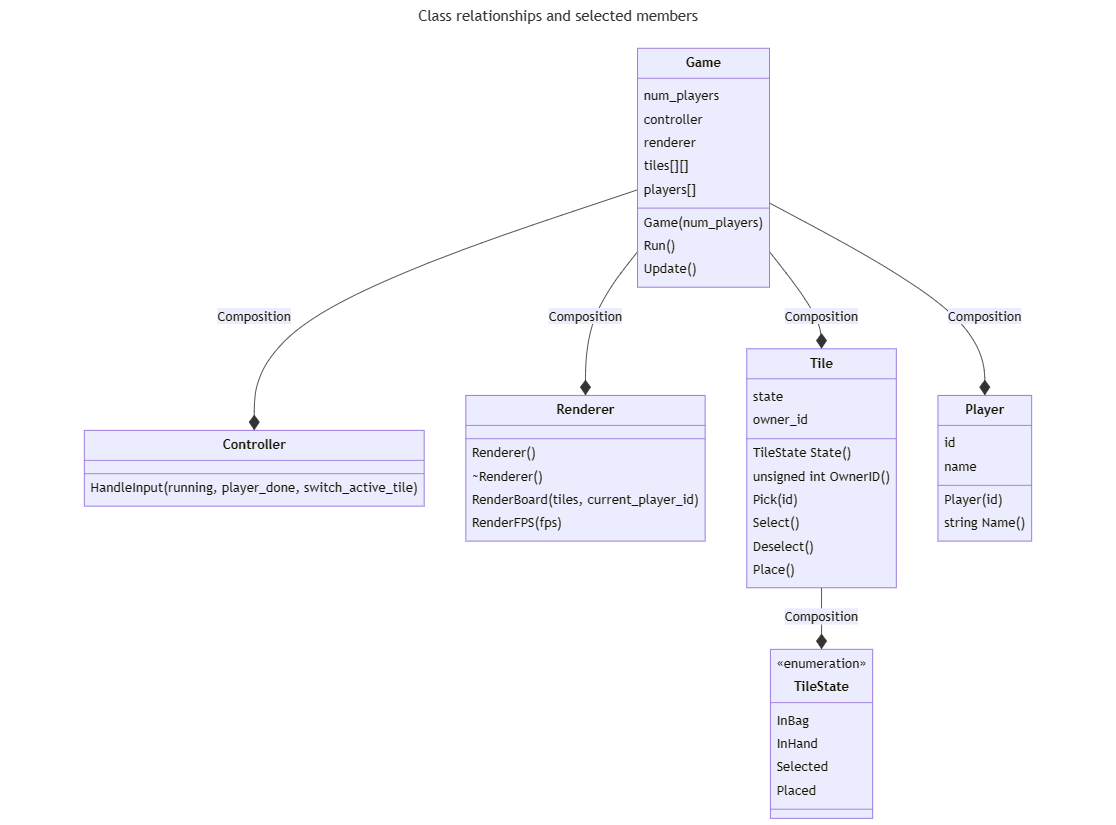 Class relationships and selected members
Game
num_players
controller
renderer
tiles[][]
players[]
Game(num_players)
Run()
Update()
Composition
Composition
Composition
Composition
Controller
HandleInput(running, player_done, switch_active_tile)
Renderer
Renderer()
~Renderer()
RenderBoard(tiles, current_player_id)
RenderFPS(fps)
Tile
state
owner_id
TileState State()
unsigned int OwnerID()
Pick(id)
Select()
Deselect()
Place()
Player
id
name
Player(id)
string Name()
Composition
«enumeration»
TileState
InBag
InHand
Selected
Placed